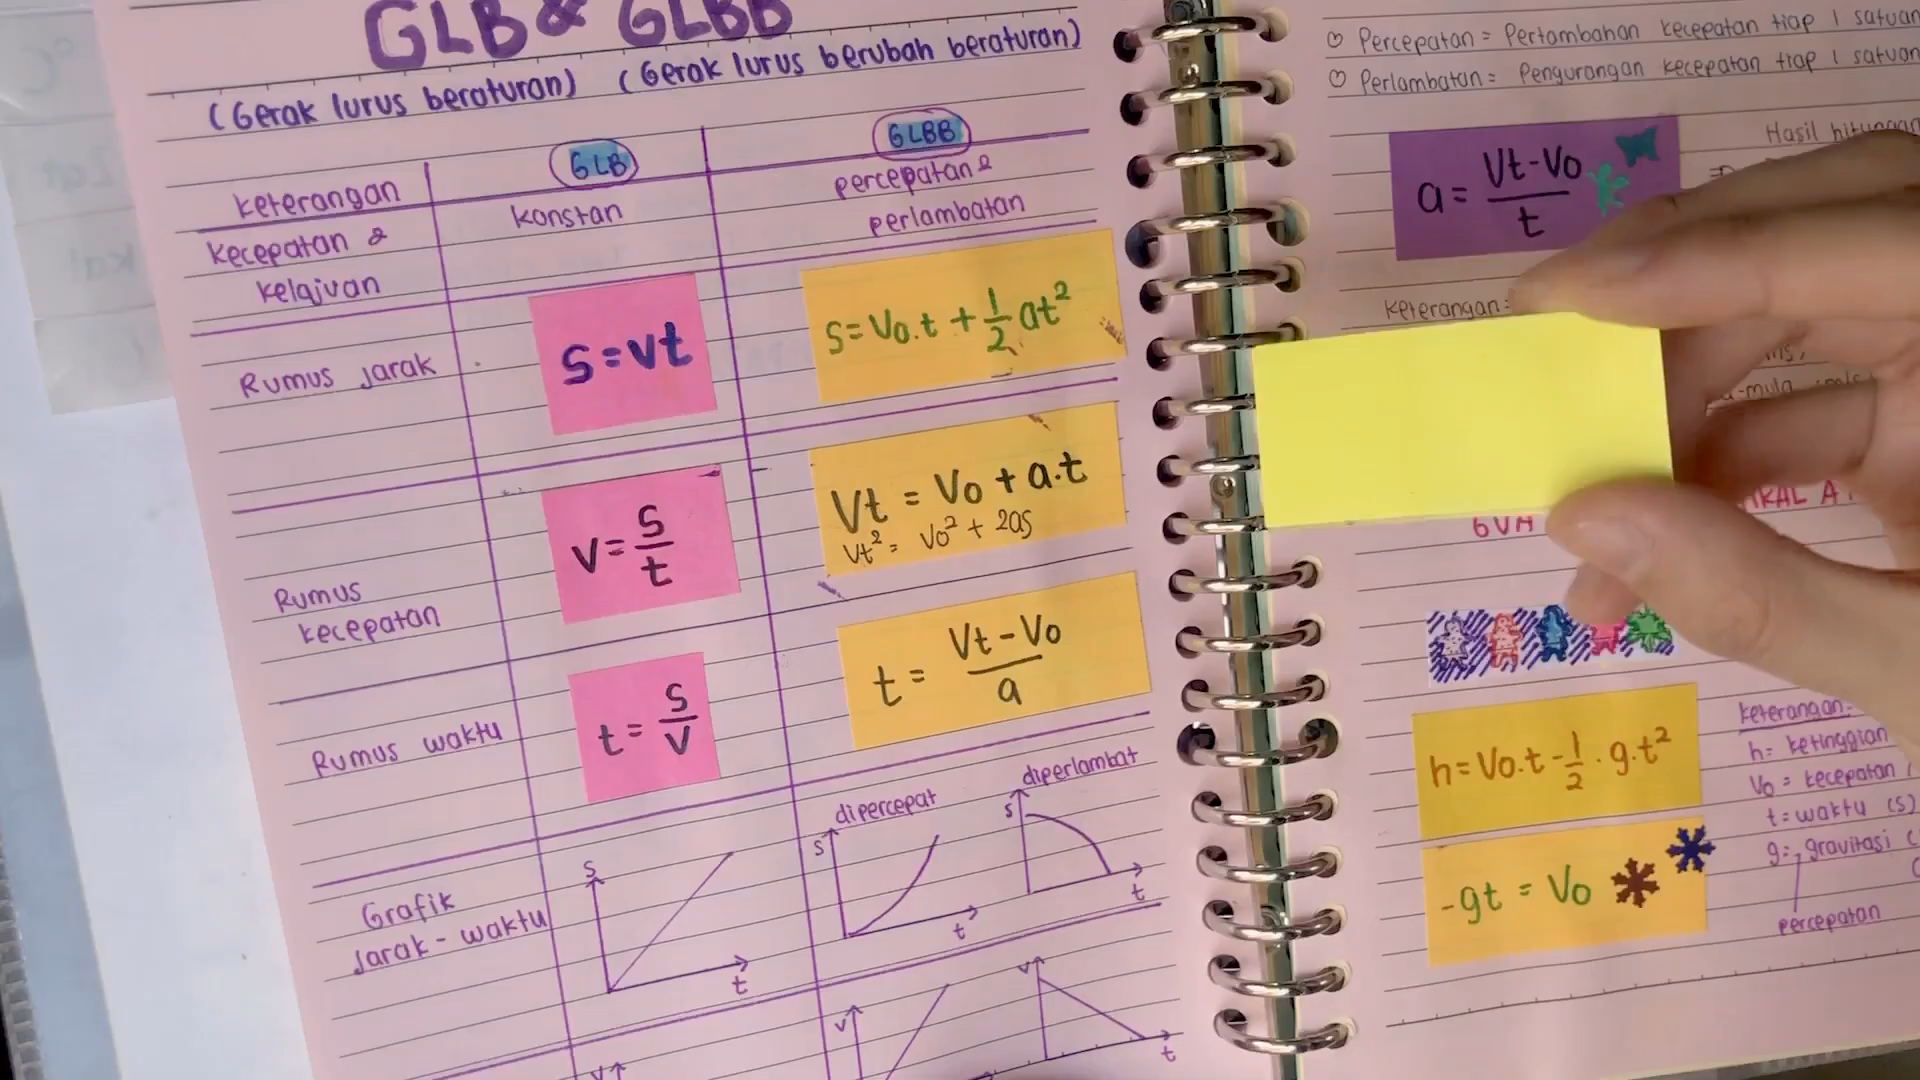 GLB & GLBB
(Gerak lurus beraturan) (Gerak lurus berubah beraturan)
keterangan
GLB
GLBB
kecepatan &
kelajuan
konstan
percepatan &
perlambatan
Rumus jarak
S=vt
S=Vo.t + 1/2 at²
Rumus
kecepatan
V=S/t
Vt = Vo + a.t
Vt² = Vo² + 2as
Rumus waktu
t= S/V
t= Vt-Vo/a
Grafik
jarak-waktu
S
t
dipercepat
S
t
diperlambat
S
t
V
V
V
t
♡ Percepatan = Pertambahan kecepatan tiap 1 satuan
♡ Perlambatan = Pengurangan kecepatan tiap 1 satuan
Hasil hitungan
a= Vt-Vo/t
keterangan=
h=Vo.t-1/2.g.t²
-gt = Vo
keterangan=
h= ketinggian
Vo = kecepatan
t=waktu (s)
g= gravitasi (
percepatan